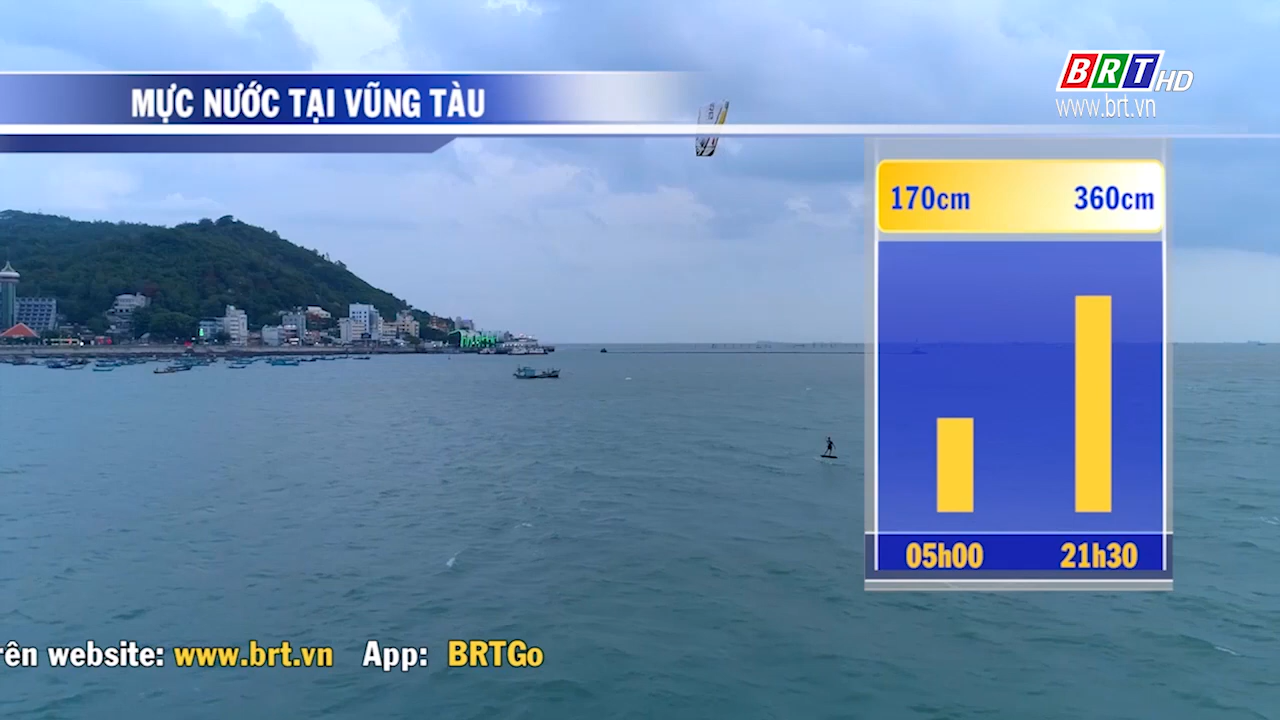 MỰC NƯỚC TẠI VŨNG TÀU
BRT HD
www.brt.vn
170cm 360cm
05h00 21h30
rên website: www.brt.vn App: BRTGo